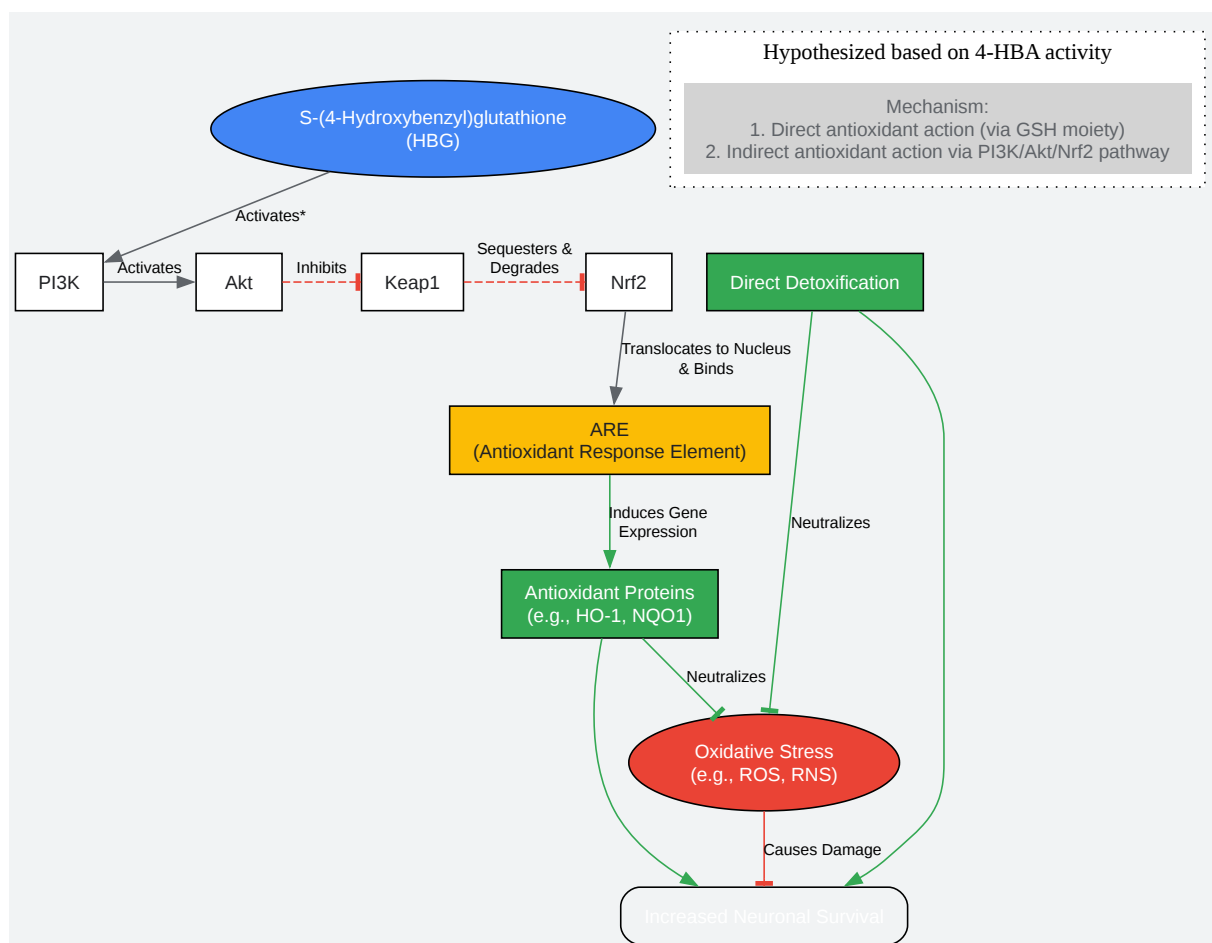 Hypothesized based on 4-HBA activity
Mechanism:
1. Direct antioxidant action (via GSH moiety)
2. Indirect antioxidant action via PI3K/Akt/Nrf2 pathway
S-(4-Hydroxybenzyl)glutathione
(HBG)
Activates*
PI3K
Activates
Akt
Inhibits
Keap1
Sequesters &
Degrades
Nrf2
Direct Detoxification
Translocates to Nucleus
& Binds
ARE
(Antioxidant Response Element)
Induces Gene
Expression
Neutralizes
Antioxidant Proteins
(e.g., HO-1, NQO1)
Neutralizes
Oxidative Stress
(e.g., ROS, RNS)
Causes Damage
Increased Neuronal Survival